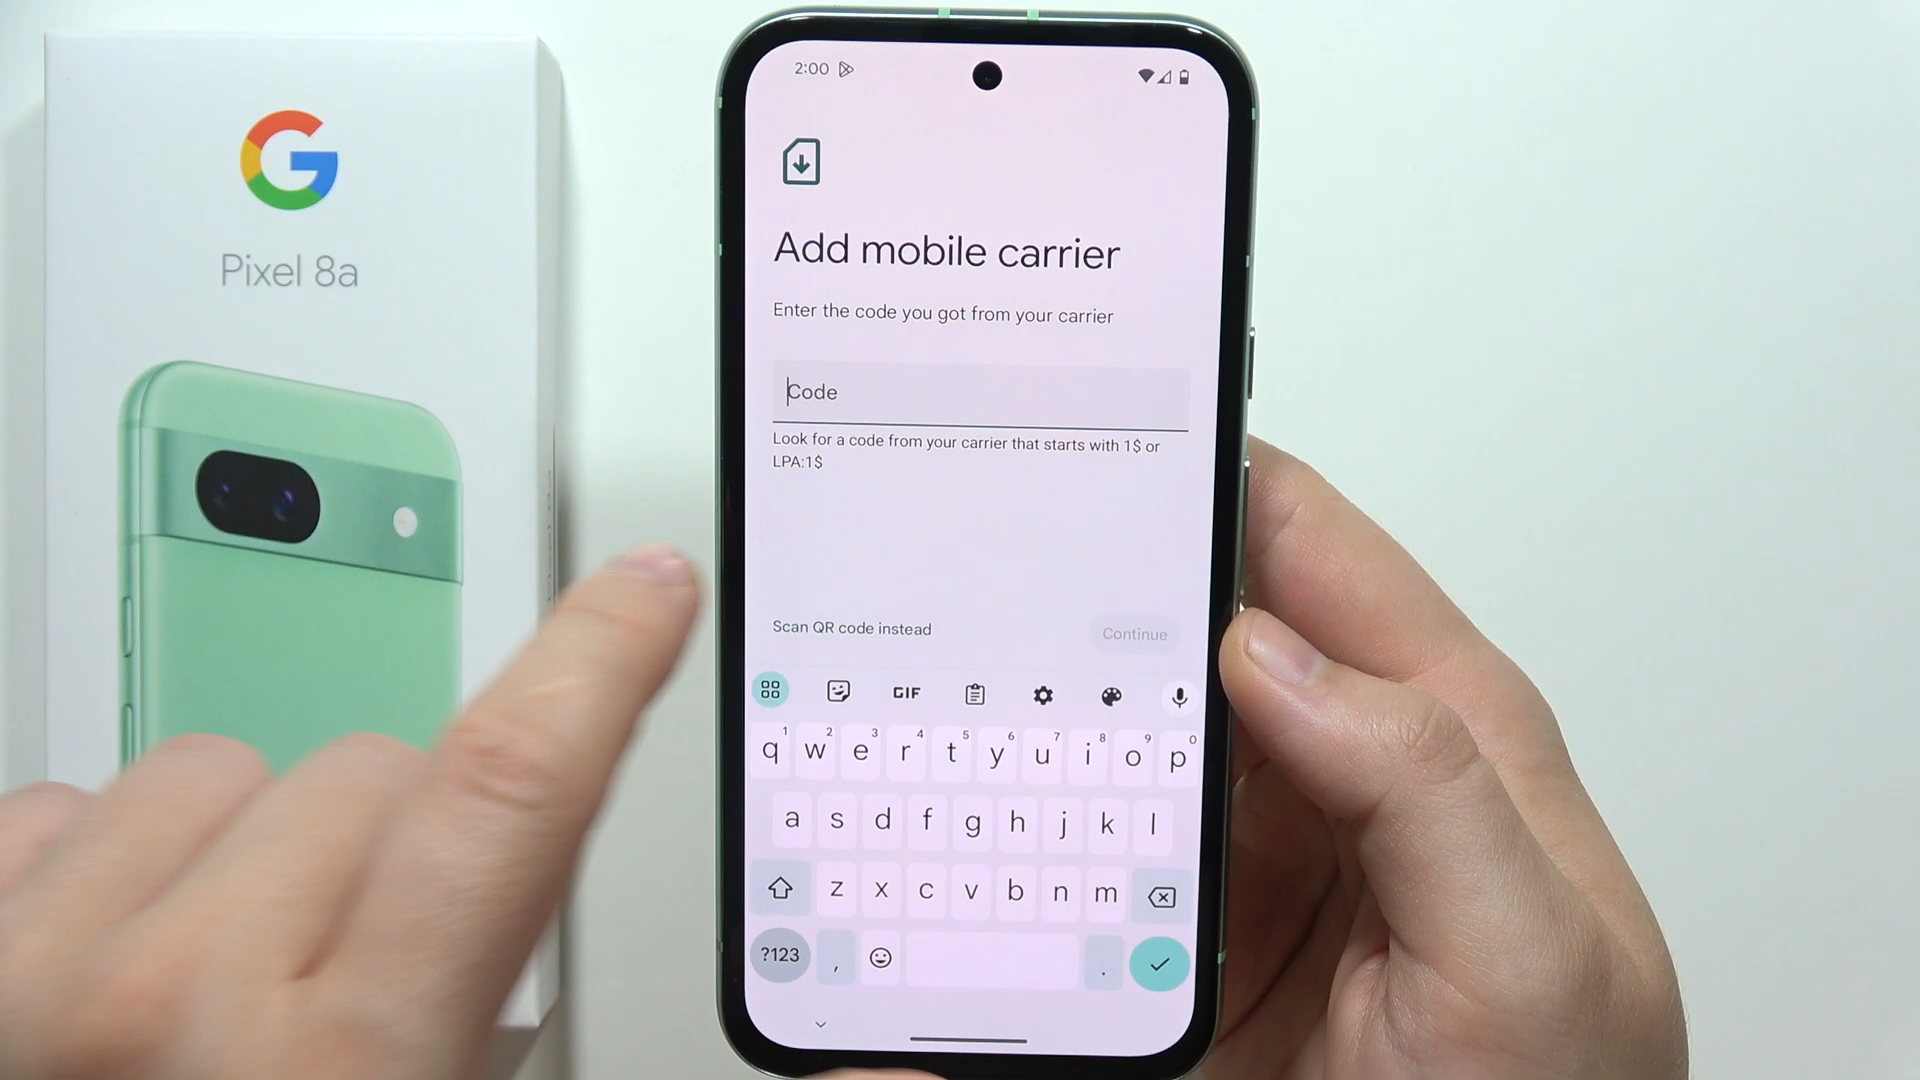 G
Pixel 8a
2:00
Add mobile carrier
Enter the code you got from your carrier
Code
Look for a code from your carrier that starts with 1$ or
LPA:1$
Scan QR code instead
Continue
GIF
1 2 3 4 5 6 7 8 9 0
q w e r t y u i o p
a s d f g h j k l
z x c v b n m
?123 , .